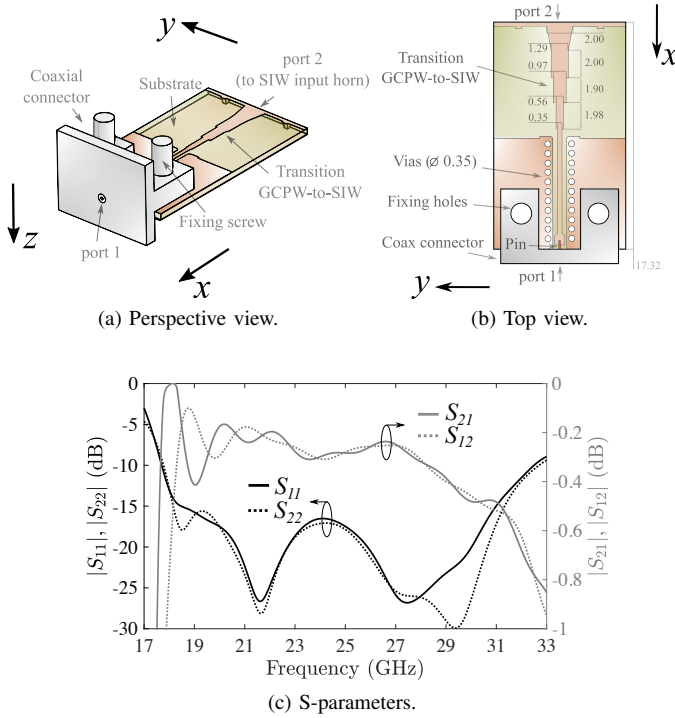 y
Coaxial
connector
Substrate
port 2
(to SIW input horn)
Transition
GCPW-to-SIW
Fixing screw
port 1
z
x
(a) Perspective view.
port 2
x
2.00
1.29
2.00
Transition
GCPW-to-SIW
0.97
1.90
0.56
0.35
1.98
Vias (ø 0.35)
Fixing holes
Coax connector
Pin
17.32
port 1
y
(b) Top view.
0
-5
-10
-15
-20
-25
-30
|S11|, |S22| (dB)
S21
S12
S11
S22
0
-0.2
-0.4
-0.6
-0.8
-1
|S21|, |S12| (dB)
17 19 21 23 25 27 29 31 33
Frequency (GHz)
(c) S-parameters.